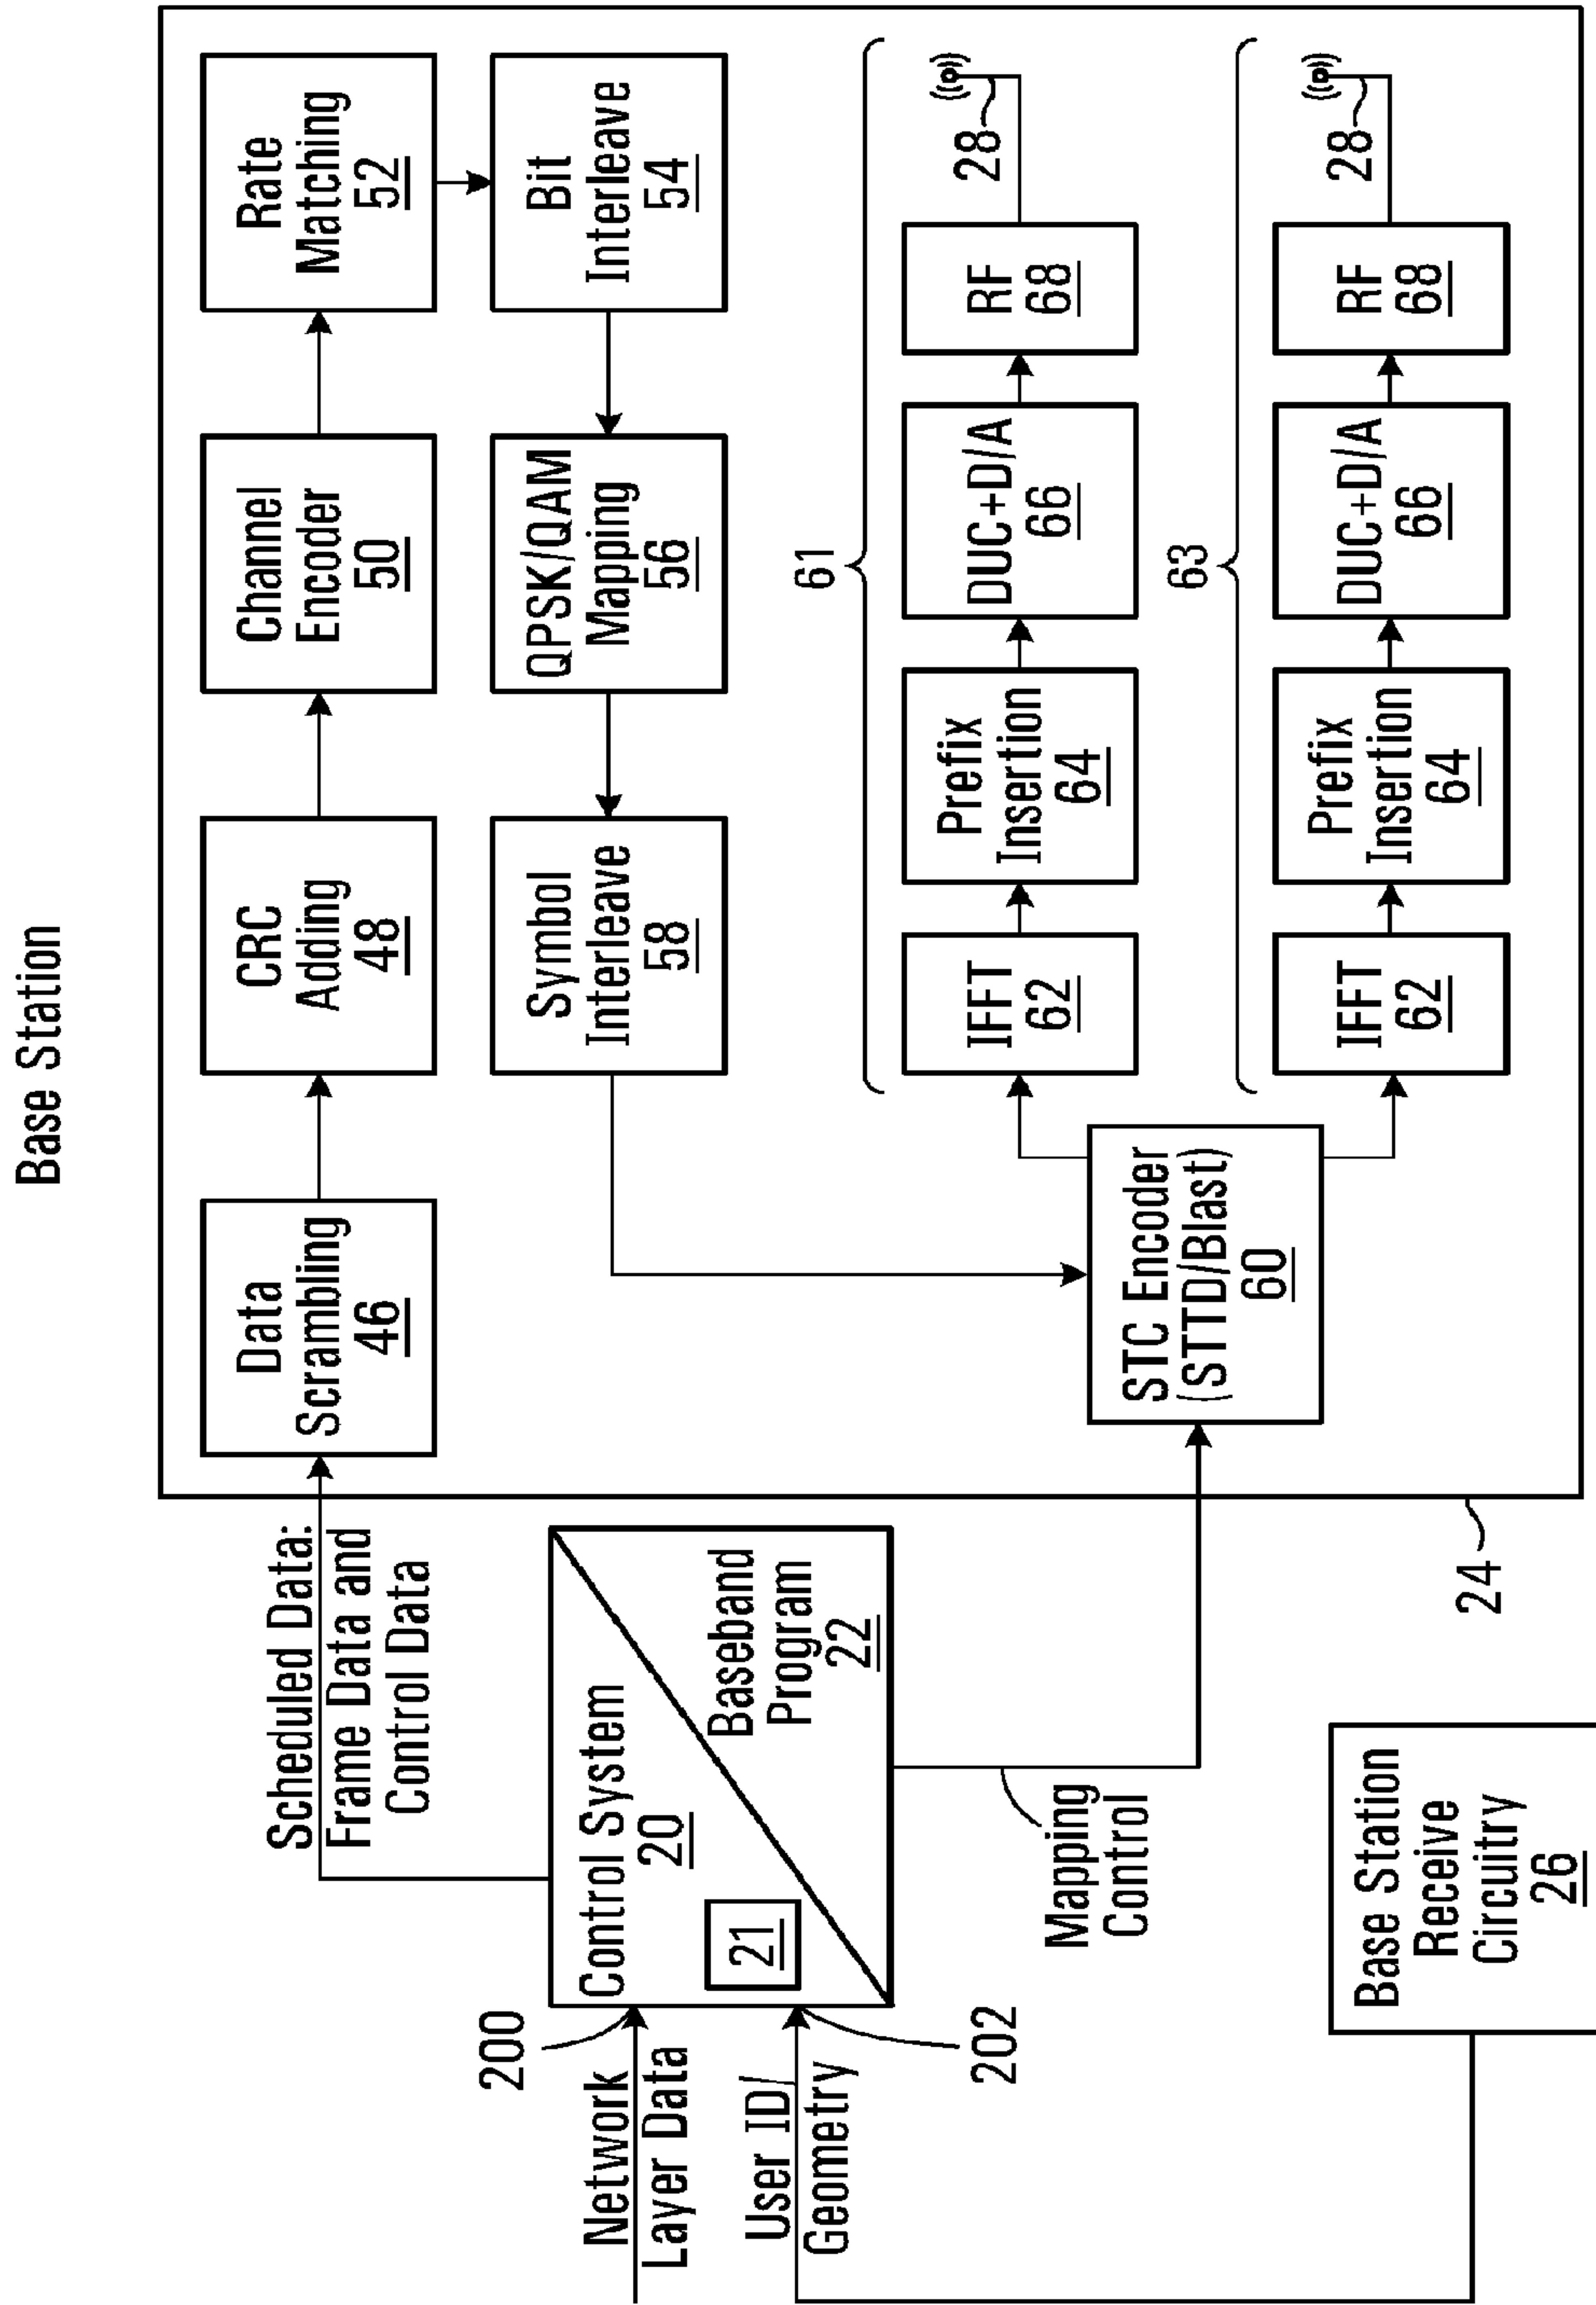 Base Station
Scheduled Data:
Frame Data and
Control Data
Data
Scrambling
46
CRC
Adding
48
Channel
Encoder
50
Rate
Matching
52
Symbol
Interleave
58
QPSK/QAM
Mapping
56
Bit
Interleave
54
200
Network
Layer Data
User ID/
Geometry
202
Control System
20
21
Baseband
Program
22
Mapping
Control
STC Encoder
(STTD/Blast)
60
61
IFFT
62
Prefix
Insertion
64
DUC+D/A
66
RF
68
28
63
IFFT
62
Prefix
Insertion
64
DUC+D/A
66
RF
68
28
Base Station
Receive
Circuitry
26
24